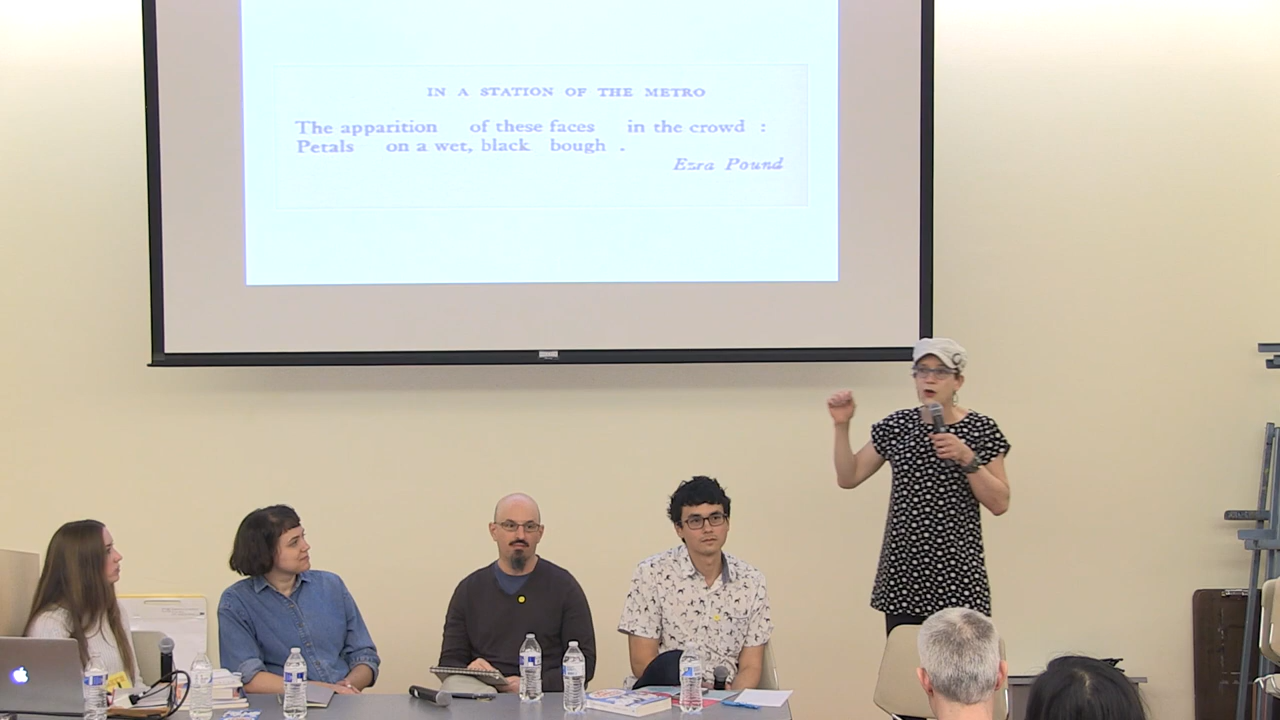 IN A STATION OF THE METRO
The apparition of these faces in the crowd :
Petals on a wet, black bough .
Ezra Pound